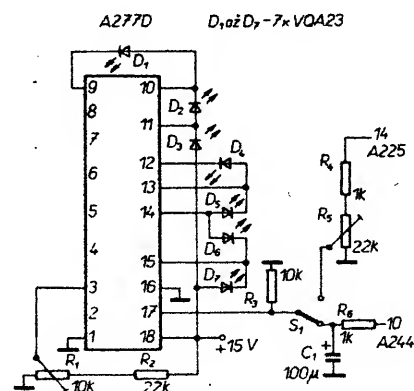 A277D
D₁ až D₇ - 7x VQA23
D₁
9
10
8
D₂
7
11
D₃
6
12
D₄
13
5
14
D₅
D₆
4
15
D₇
3
16
2
17
1
18
+15 V
R₁
10k
R₂
22k
R₃
10k
14
A225
R₄
1k
R₅
22k
S₁
R₆
1k
10
A244
+
C₁
100µ